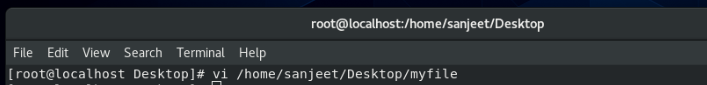 root@localhost:/home/sanjeet/Desktop
File Edit View Search Terminal Help
[root@localhost Desktop]# vi /home/sanjeet/Desktop/myfile